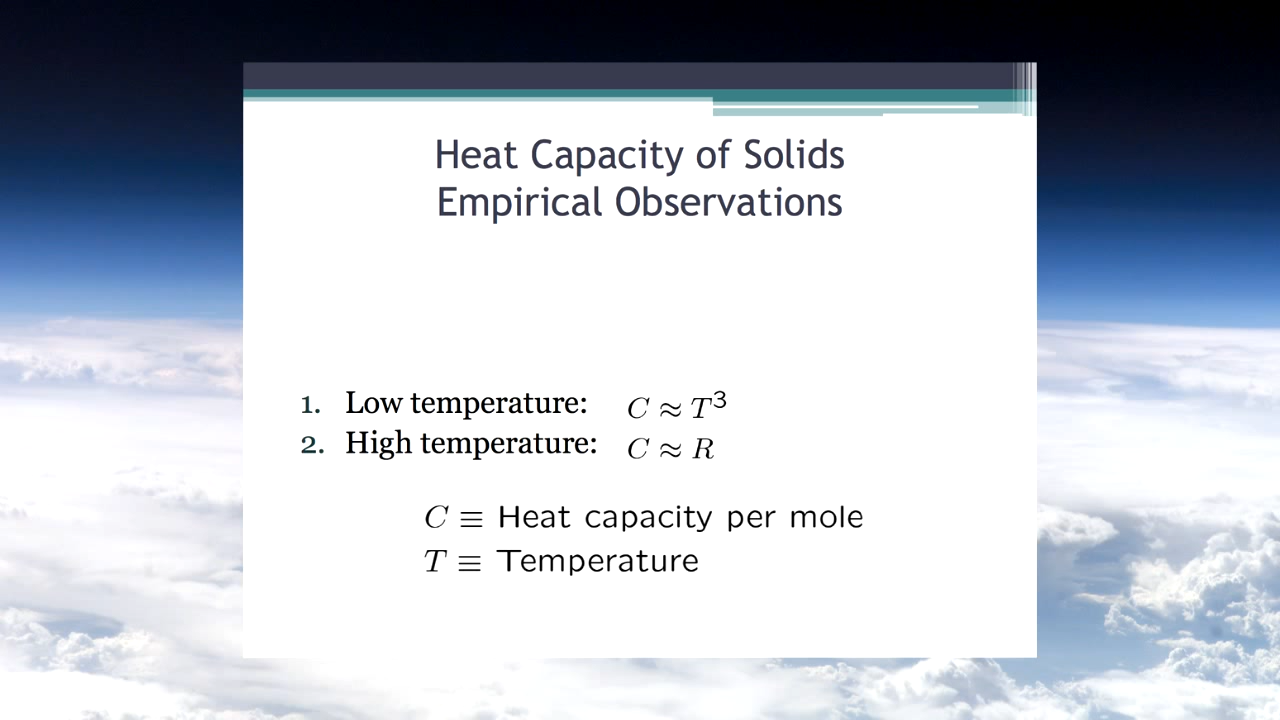 Heat Capacity of Solids
Empirical Observations
1. Low temperature: C ≈ T³
2. High temperature: C ≈ R
C ≡ Heat capacity per mole
T ≡ Temperature